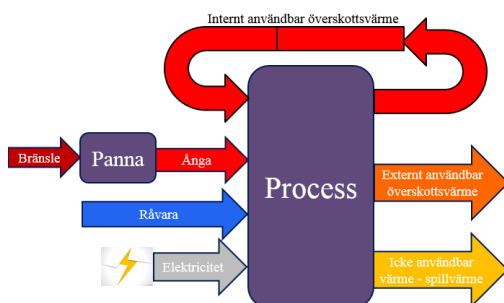 Internt användbar överskottsvärme
Bränsle
Panna
Ånga
Process
Externt användbar
överskottsvärme
Råvara
Elektricitet
Icke användbar
värme - spillvärme